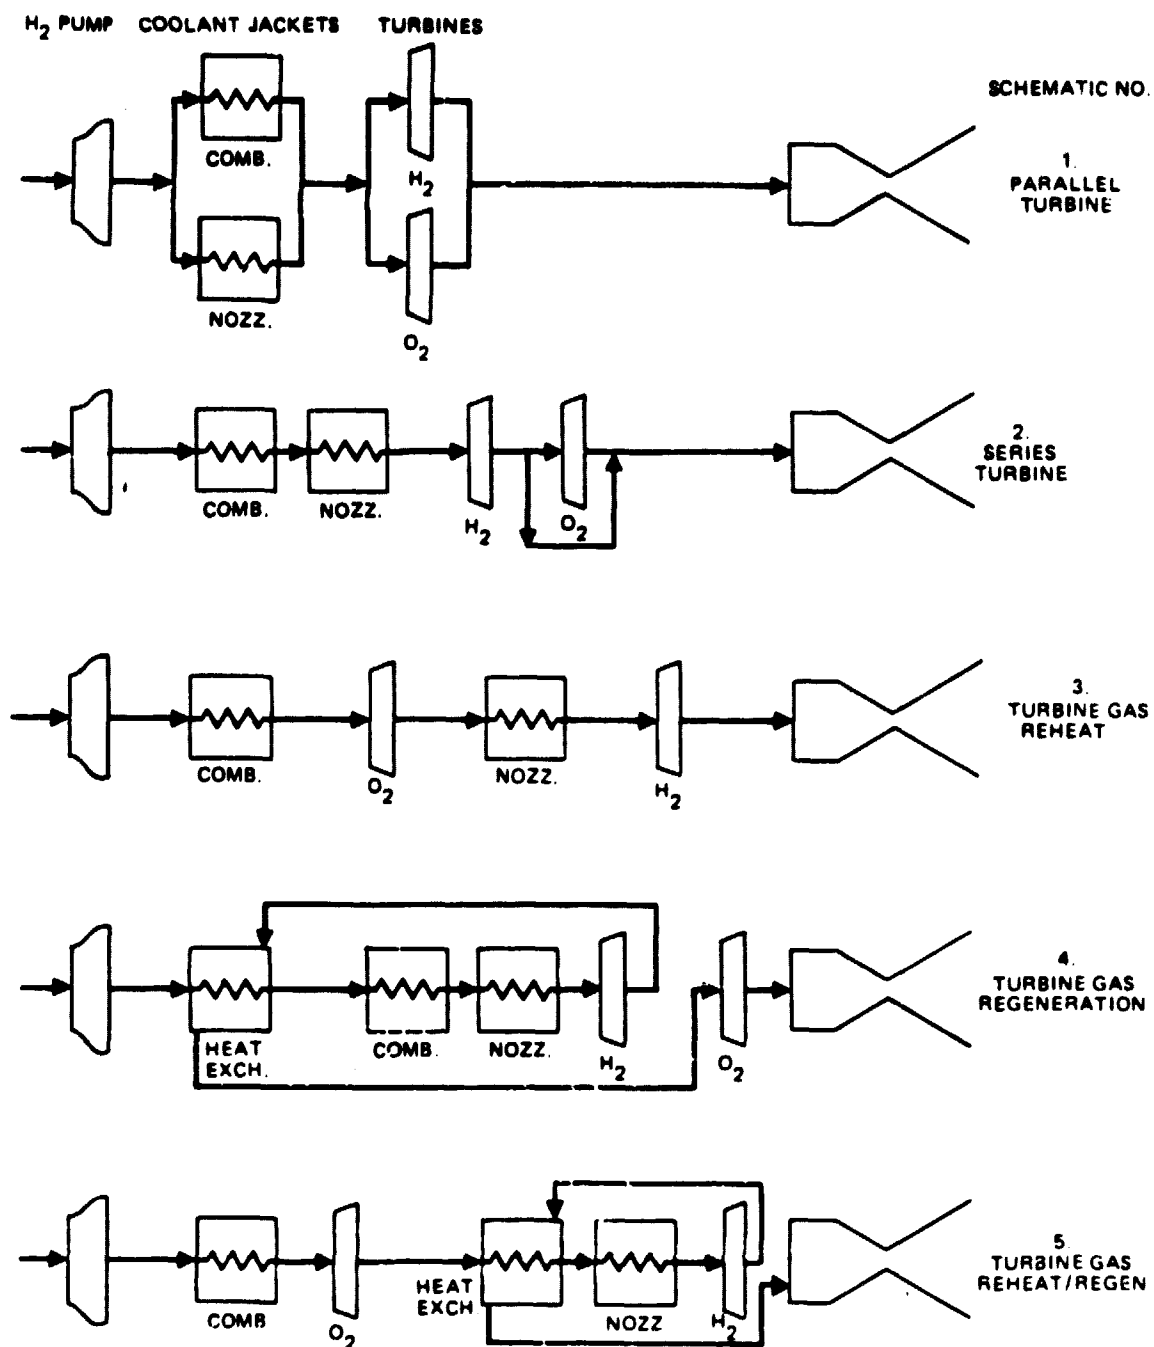 H2 PUMP COOLANT JACKETS TURBINES
SCHEMATIC NO.
COMB.
NOZZ.
H2
O2
1.
PARALLEL
TURBINE
COMB.
NOZZ.
H2
O2
2.
SERIES
TURBINE
COMB.
O2
NOZZ.
H2
3.
TURBINE GAS
REHEAT
HEAT
EXCH.
COMB.
NOZZ.
H2
O2
4.
TURBINE GAS
REGENERATION
COMB
O2
HEAT
EXCH
NOZZ
H2
5.
TURBINE GAS
REHEAT/REGEN